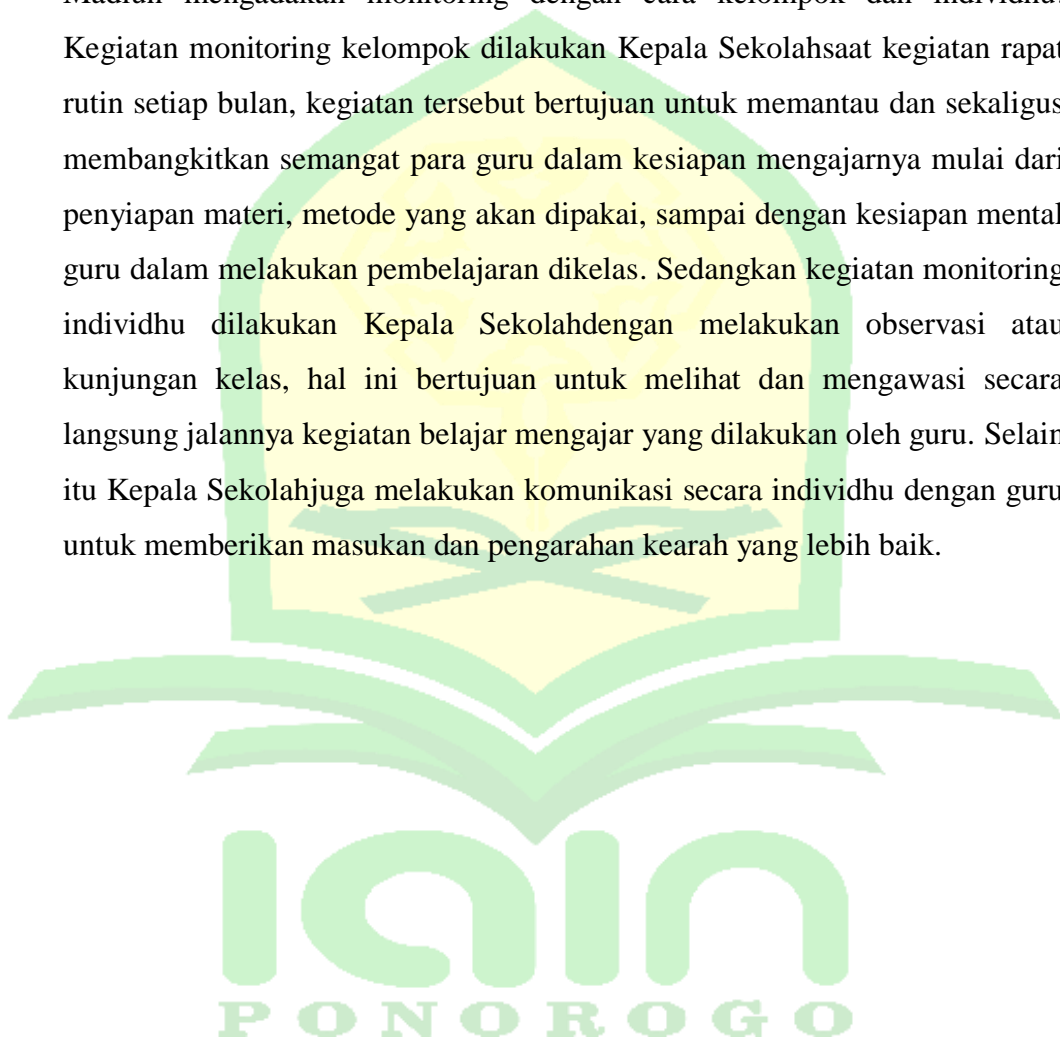 Madiun mengadakan monitoring dengan cara kelompok dan individhu.
Kegiatan monitoring kelompok dilakukan Kepala Sekolahsaat kegiatan rapat
rutin setiap bulan, kegiatan tersebut bertujuan untuk memantau dan sekaligus
membangkitkan semangat para guru dalam kesiapan mengajarnya mulai dari
penyiapan materi, metode yang akan dipakai, sampai dengan kesiapan mental
guru dalam melakukan pembelajaran dikelas. Sedangkan kegiatan monitoring
individhu dilakukan Kepala Sekolahdengan melakukan observasi atau
kunjungan kelas, hal ini bertujuan untuk melihat dan mengawasi secara
langsung jalannya kegiatan belajar mengajar yang dilakukan oleh guru. Selain
itu Kepala Sekolahjuga melakukan komunikasi secara individhu dengan guru
untuk memberikan masukan dan pengarahan kearah yang lebih baik.
iain
PONOROGO